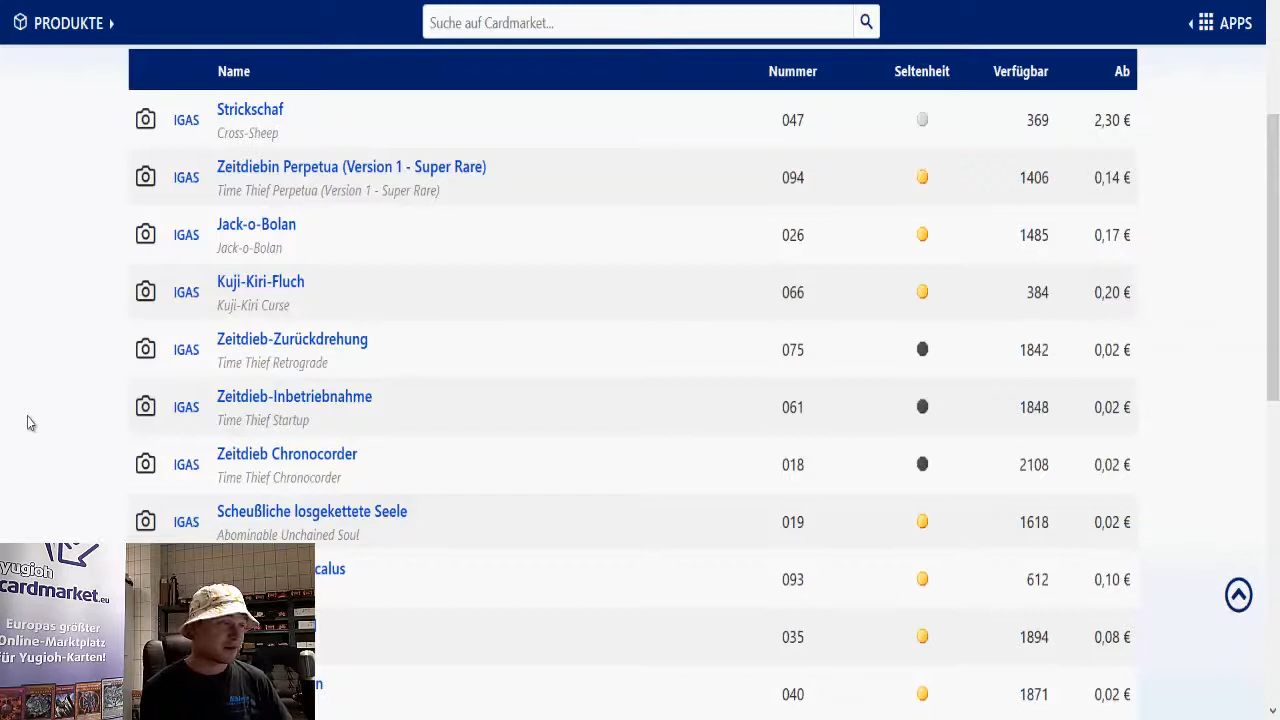 PRODUKTE
Suche auf Cardmarket...
APPS
Name Nummer Seltenheit Verfügbar Ab
IGAS Strickschaf 047 369 2,30 €
Cross-Sheep
IGAS Zeitdiebin Perpetua (Version 1 - Super Rare) 094 1406 0,14 €
Time Thief Perpetua (Version 1 - Super Rare)
IGAS Jack-o-Bolan 026 1485 0,17 €
Jack-o-Bolan
IGAS Kuji-Kiri-Fluch 066 384 0,20 €
Kuji-Kiri Curse
IGAS Zeitdieb-Zurückdrehung 075 1842 0,02 €
Time Thief Retrograde
IGAS Zeitdieb-Inbetriebnahme 061 1848 0,02 €
Time Thief Startup
IGAS Zeitdieb Chronocorder 018 2108 0,02 €
Time Thief Chronocorder
IGAS Scheußliche losgekettete Seele 019 1618 0,02 €
Abominable Unchained Soul
calus 093 612 0,10 €
035 1894 0,08 €
n 040 1871 0,02 €
yugioh
cardmarket.eu
Europas größter
Online-Marktplatz
für Yugioh-Karten!